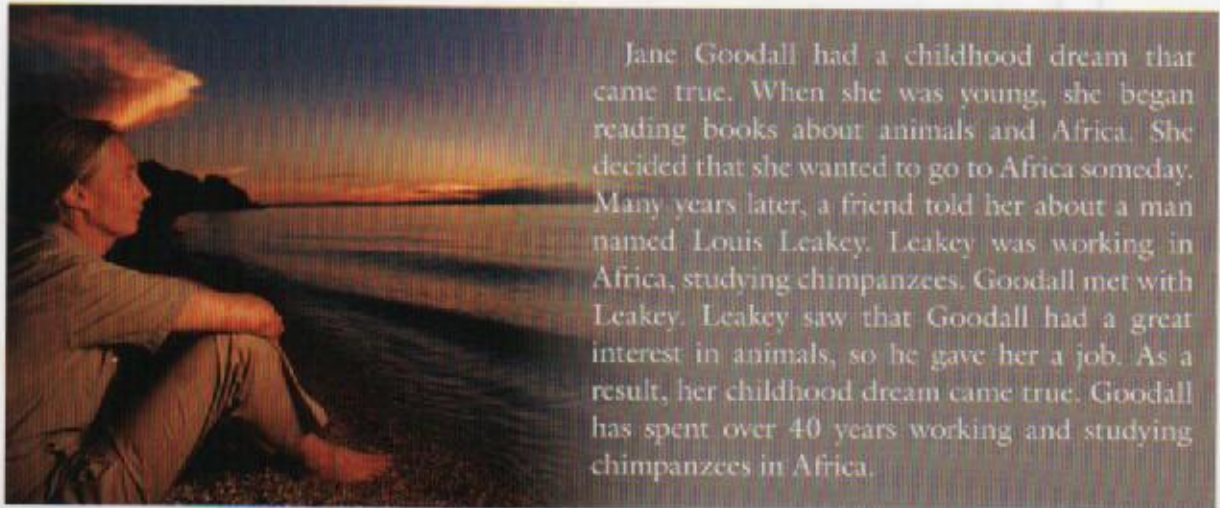 Jane Goodall had a childhood dream that
came true. When she was young, she began
reading books about animals and Africa. She
decided that she wanted to go to Africa someday.
Many years later, a friend told her about a man
named Louis Leakey. Leakey was working in
Africa, studying chimpanzees. Goodall met with
Leakey. Leakey saw that Goodall had a great
interest in animals, so he gave her a job. As a
result, her childhood dream came true. Goodall
has spent over 40 years working and studying
chimpanzees in Africa.